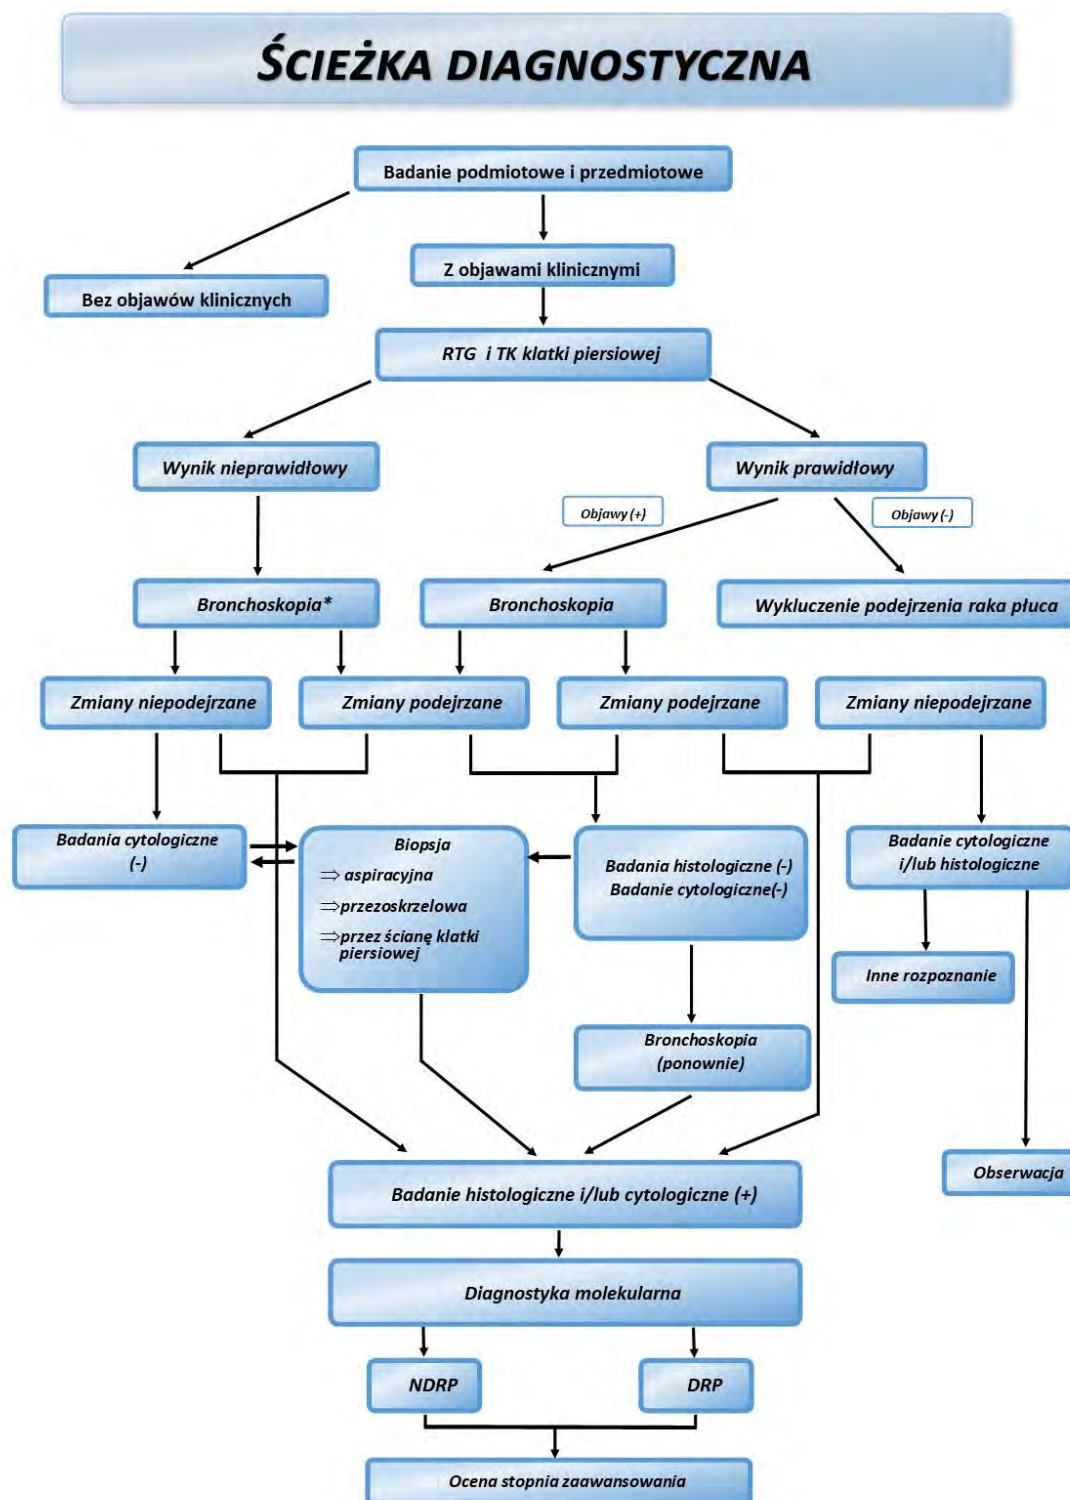 ŚCIEŻKA DIAGNOSTYCZNA
Badanie podmiotowe i przedmiotowe
Z objawami klinicznymi
Bez objawów klinicznych
RTG i TK klatki piersiowej
Wynik nieprawidłowy
Wynik prawidłowy
Objawy (+)
Objawy (-)
Bronchoskopia*
Bronchoskopia
Wykluczenie podejrzenia raka płuca
Zmiany niepodejrzane
Zmiany podejrzane
Zmiany podejrzane
Zmiany niepodejrzane
Badania cytologiczne
(-)
Biopsja
⇒ aspiracyjna
⇒ przezoskrzelowa
⇒ przez ścianę klatki
piersiowej
Badania histologiczne (-)
Badanie cytologiczne(-)
Badanie cytologiczne
i/lub histologiczne
Inne rozpoznanie
Bronchoskopia
(ponownie)
Obserwacja
Badanie histologiczne i/lub cytologiczne (+)
Diagnostyka molekularna
NDRP
DRP
Ocena stopnia zaawansowania